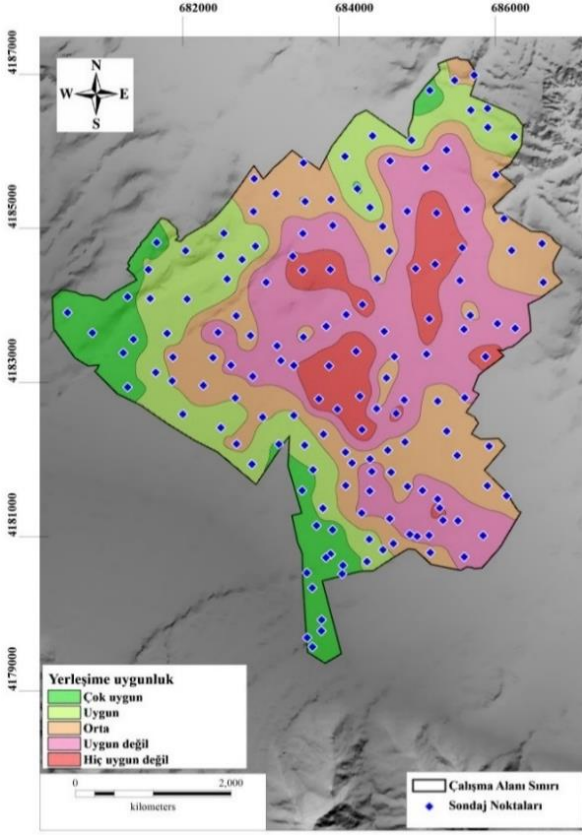 682000 684000 686000
4187000
N
W E
S
4185000
4183000
4181000
4179000
Yerleşime uygunluk
Çok uygun
Uygun
Orta
Uygun değil
Hiç uygun değil
0 2,000
kilometers
Çalışma Alanı Sınırı
Sondaj Noktaları